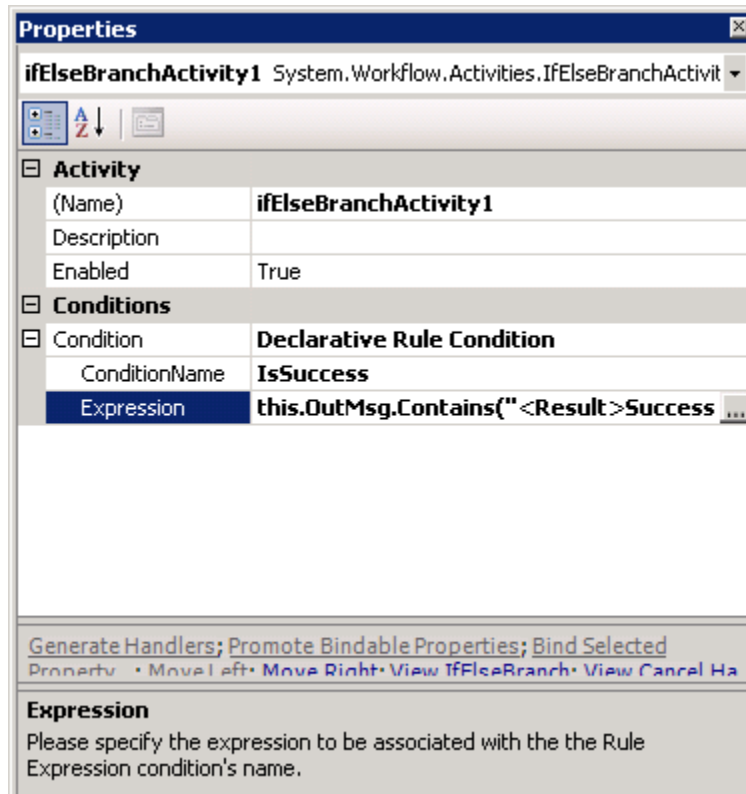 Properties
ifElseBranchActivity1 System.Workflow.Activities.IfElseBranchActivit
Activity
(Name) ifElseBranchActivity1
Description
Enabled True
Conditions
Condition Declarative Rule Condition
ConditionName IsSuccess
Expression this.OutMsg.Contains("<Result>Success ...
Generate Handlers; Promote Bindable Properties; Bind Selected
Property... Move Left, Move Right, View IfElseBranch, View Cancel Ha
Expression
Please specify the expression to be associated with the the Rule
Expression condition's name.